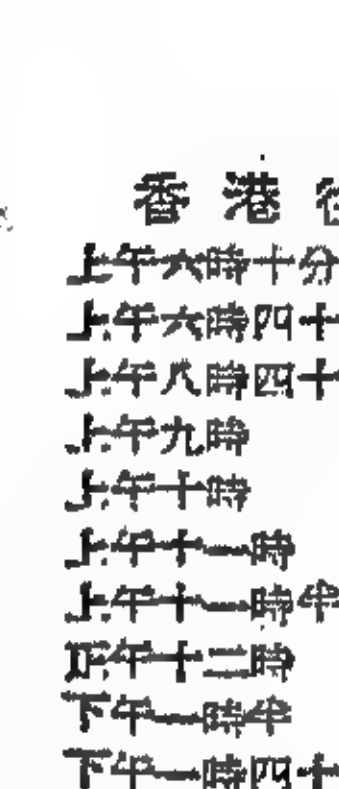 香港往
上午六時十分
上午六時四十
上午八時四十
上午九時
上午十時
上午十一時
上午十一時半
正午十二時
下午一時半
下午一時四十